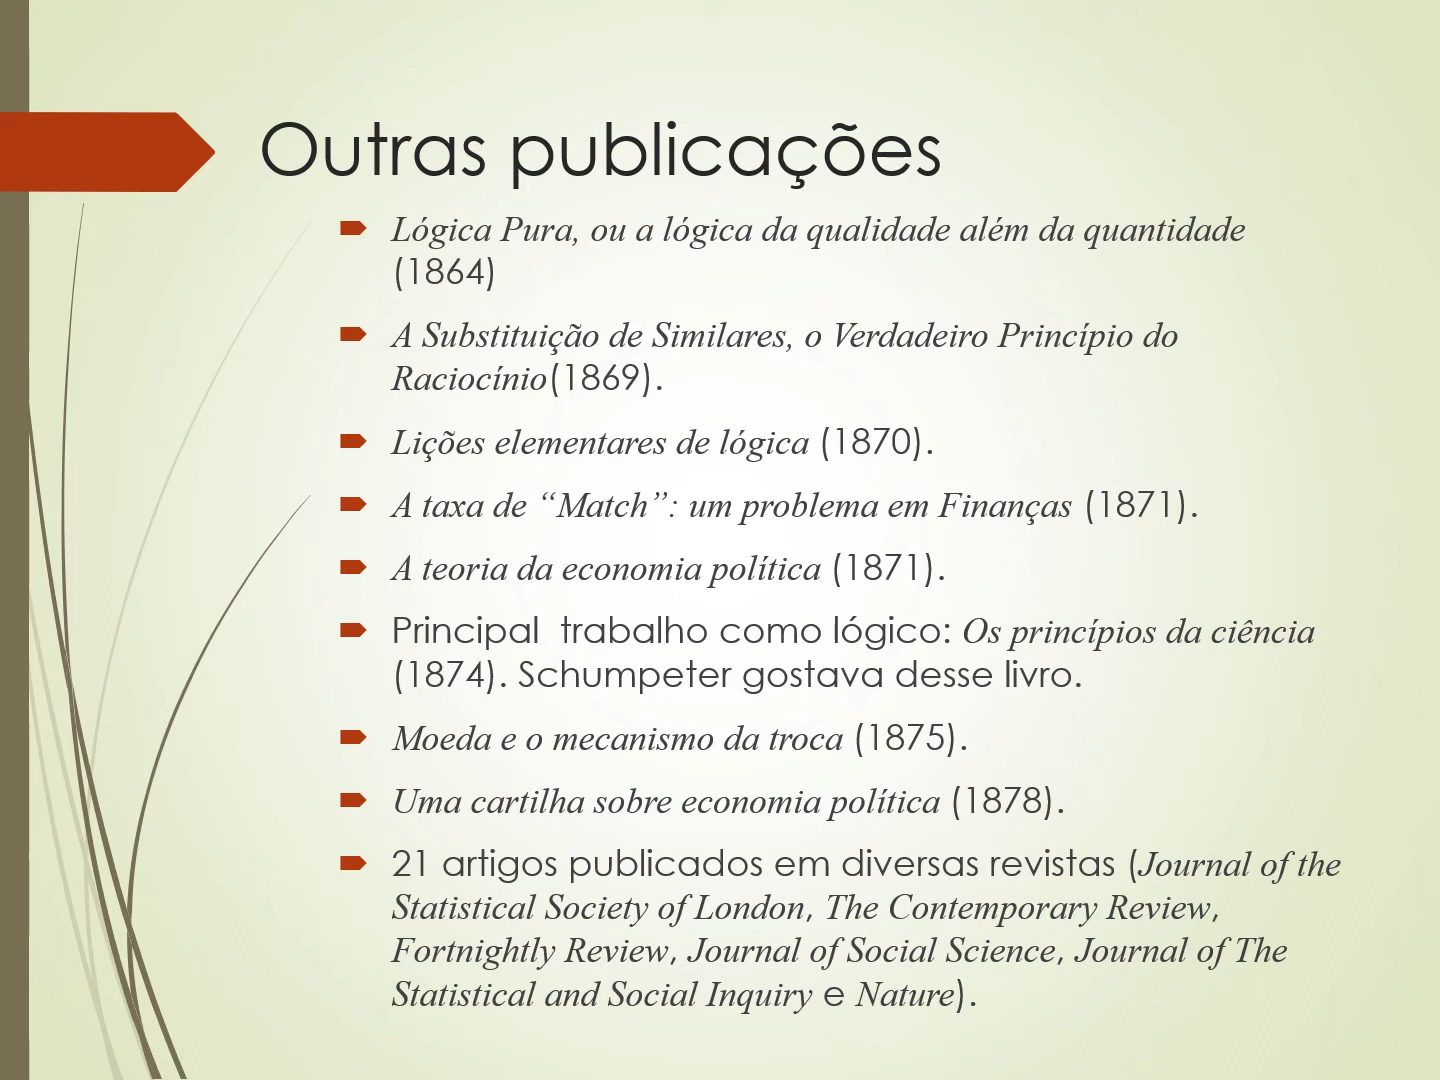 Outras publicações
Lógica Pura, ou a lógica da qualidade além da quantidade
(1864)
A Substituição de Similares, o Verdadeiro Princípio do
Raciocínio(1869).
Lições elementares de lógica (1870).
A taxa de “Match”: um problema em Finanças (1871).
A teoria da economia política (1871).
Principal  trabalho como lógico: Os princípios da ciência
(1874). Schumpeter gostava desse livro.
Moeda e o mecanismo da troca (1875).
Uma cartilha sobre economia política (1878).
21 artigos publicados em diversas revistas (Journal of the
Statistical Society of London, The Contemporary Review,
Fortnightly Review, Journal of Social Science, Journal of The
Statistical and Social Inquiry e Nature).